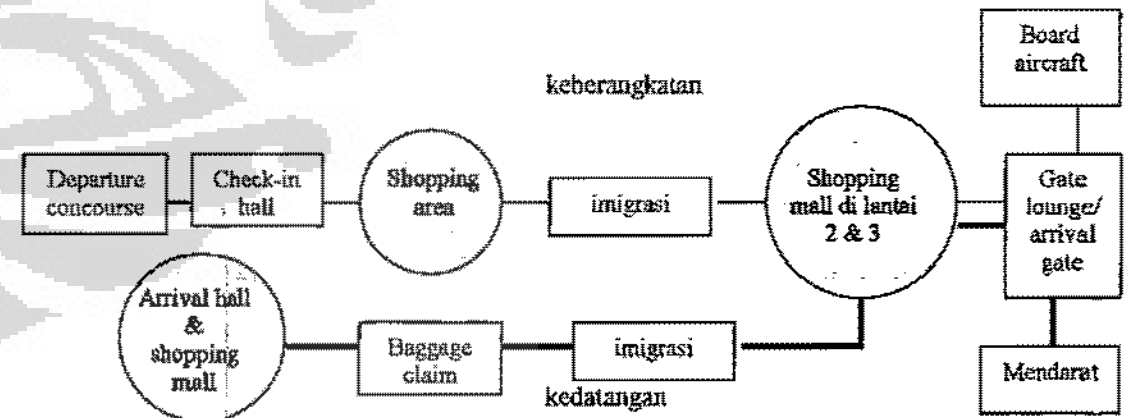 Board
aircraft
keberangkatan
Departure
concourse
Check-in
hall
Shopping
area
imigrasi
Shopping
mall di lantai
2 & 3
Gate
lounge/
arrival
gate
Arrival hall
&
shopping
mall
Baggage
claim
imigrasi
kedatangan
Mendarat